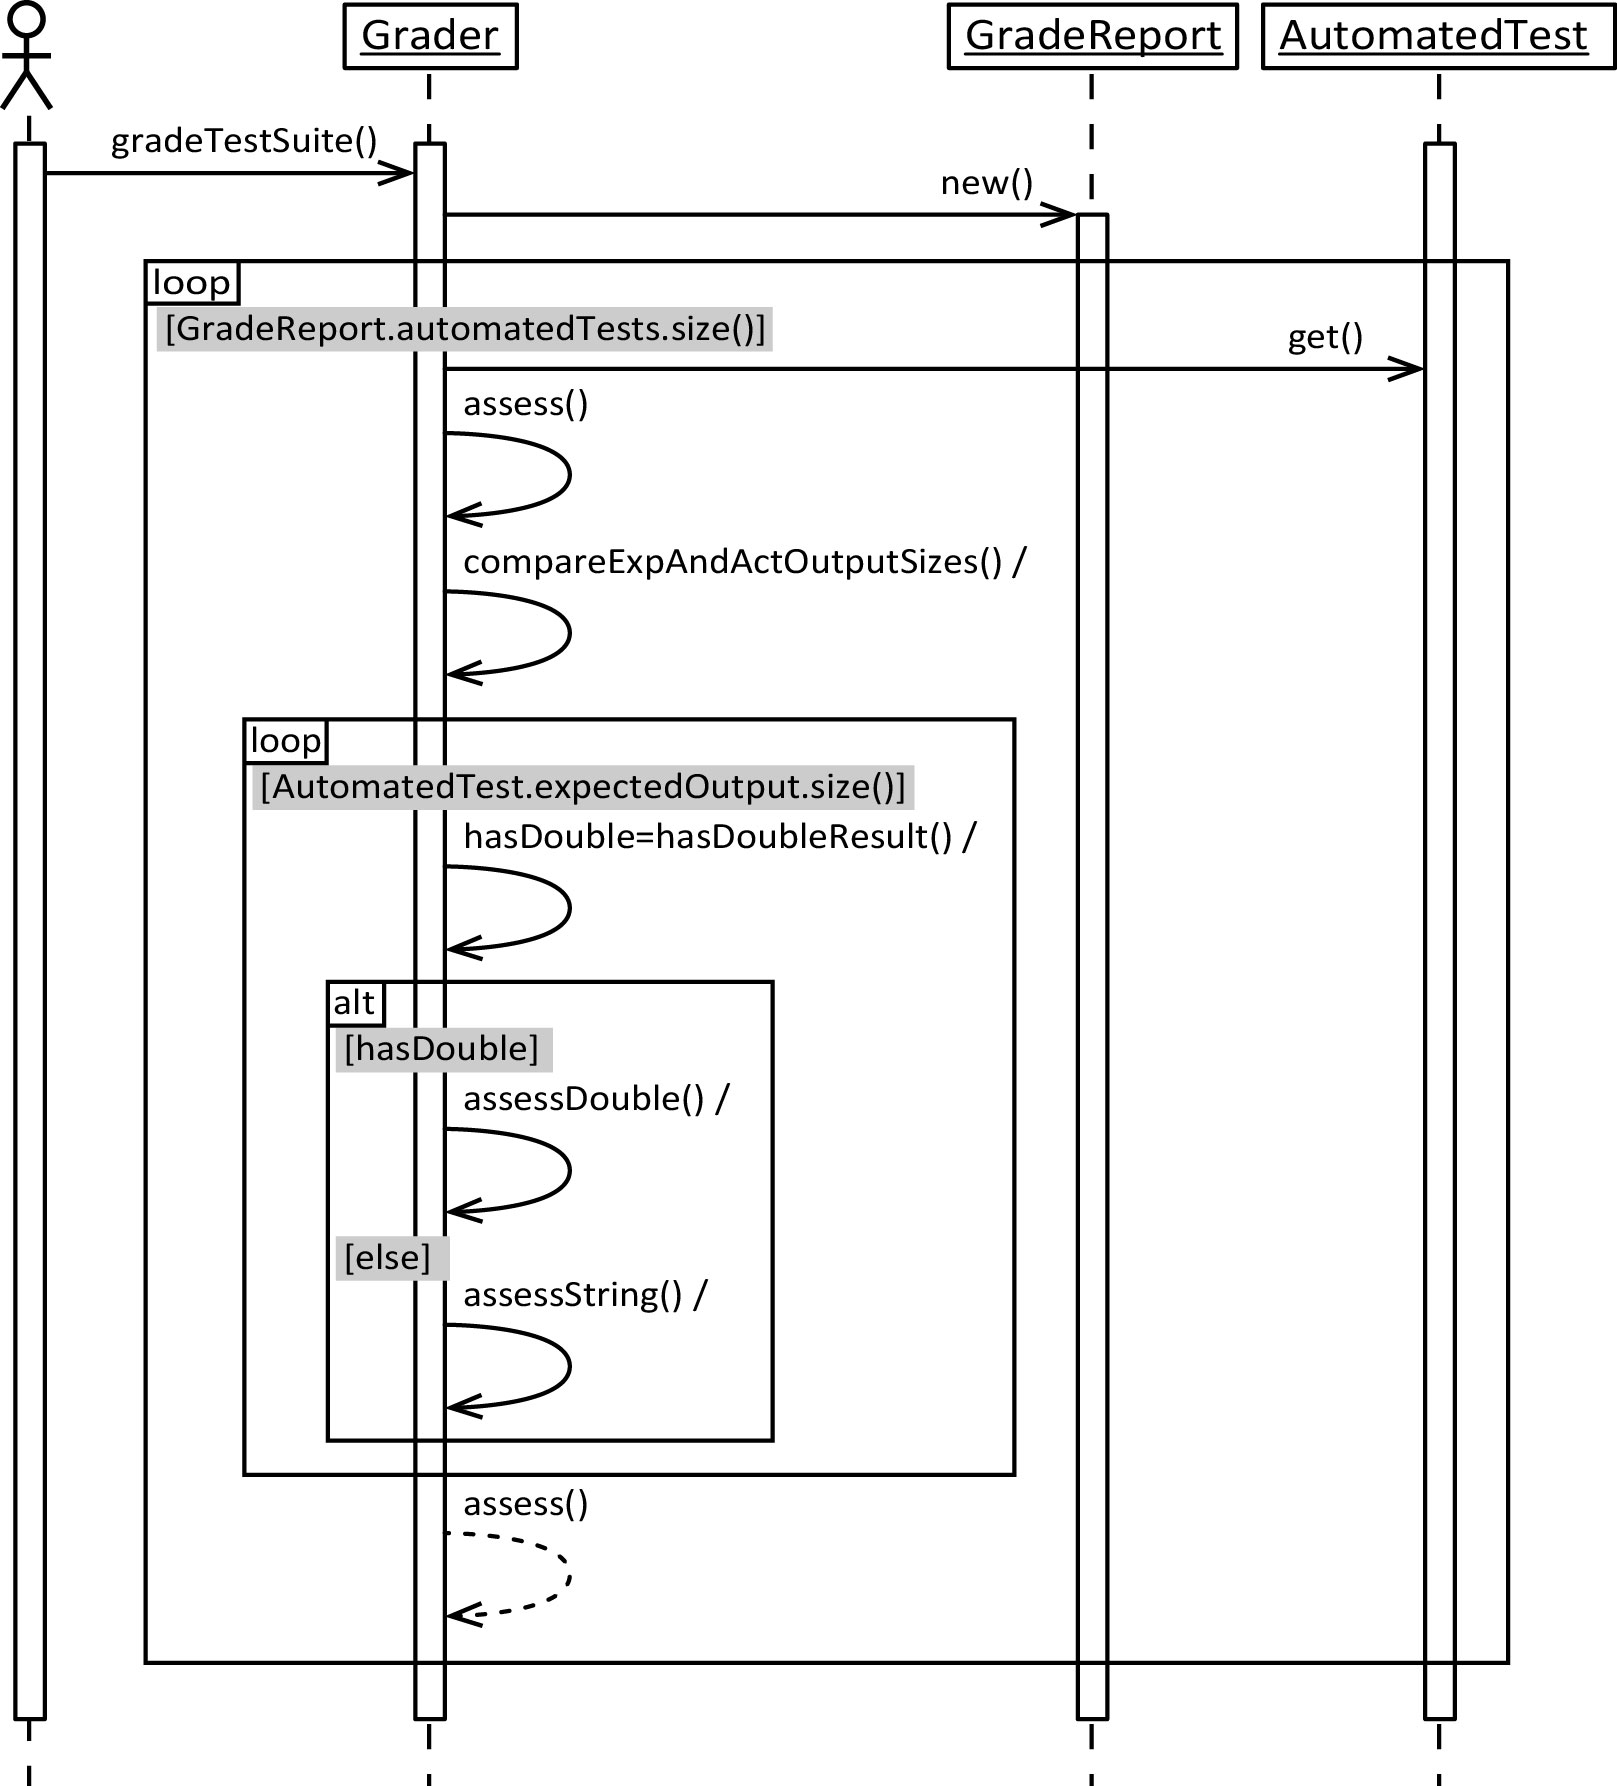 Grader
GradeReport
AutomatedTest
gradeTestSuite()
new()
loop
[GradeReport.automatedTests.size()]
get()
assess()
compareExpAndActOutputSizes() /
loop
[AutomatedTest.expectedOutput.size()]
hasDouble=hasDoubleResult() /
alt
[hasDouble]
assessDouble() /
[else]
assessString() /
assess()